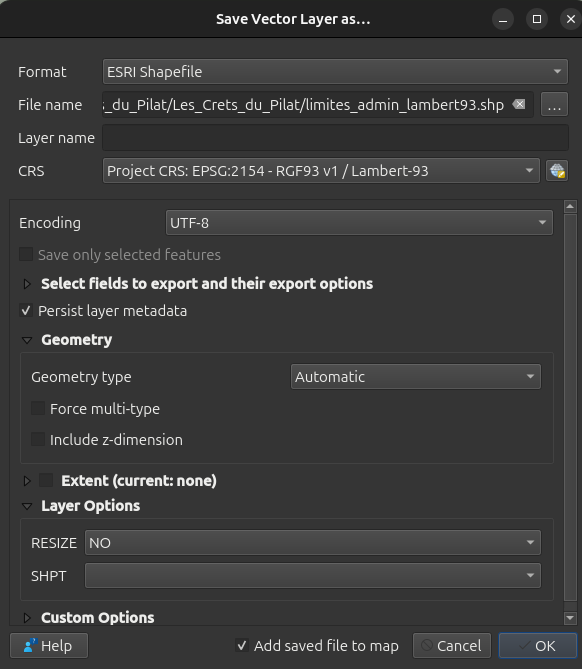 Save Vector Layer as…
Format ESRI Shapefile
File name s_du_Pilat/Les_Crets_du_Pilat/limites_admin_lambert93.shp …
Layer name
CRS Project CRS: EPSG:2154 - RGF93 v1 / Lambert-93
Encoding UTF-8
Save only selected features
Select fields to export and their export options
Persist layer metadata
Geometry
Geometry type Automatic
Force multi-type
Include z-dimension
Extent (current: none)
Layer Options
RESIZE NO
SHPT
Custom Options
Help Add saved file to map Cancel OK